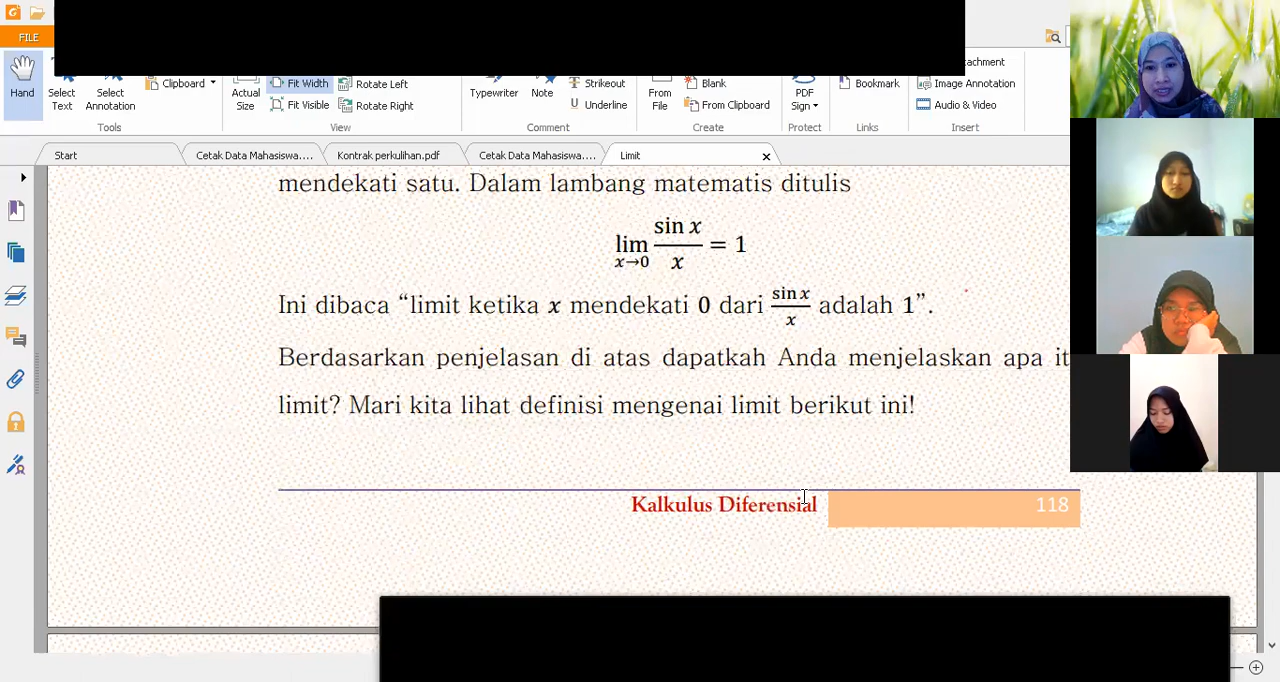 FILE
Hand
Select Text
Select Annotation
Clipboard
Actual Size
Fit Width
Fit Visible
Rotate Left
Rotate Right
Typewriter
Note
Strikeout
Underline
From File
Blank
From Clipboard
PDF Sign
Bookmark
Image Annotation
Audio & Video
Tools
View
Comment
Create
Protect
Links
Insert
Start
Cetak Data Mahasiswa....
Kontrak perkulihan.pdf
Cetak Data Mahasiswa....
Limit
mendekati satu. Dalam lambang matematis ditulis
lim x→0 sin x / x = 1
Ini dibaca “limit ketika x mendekati 0 dari sin x / x adalah 1”.
Berdasarkan penjelasan di atas dapatkah Anda menjelaskan apa it
limit? Mari kita lihat definisi mengenai limit berikut ini!
Kalkulus Diferensial 118